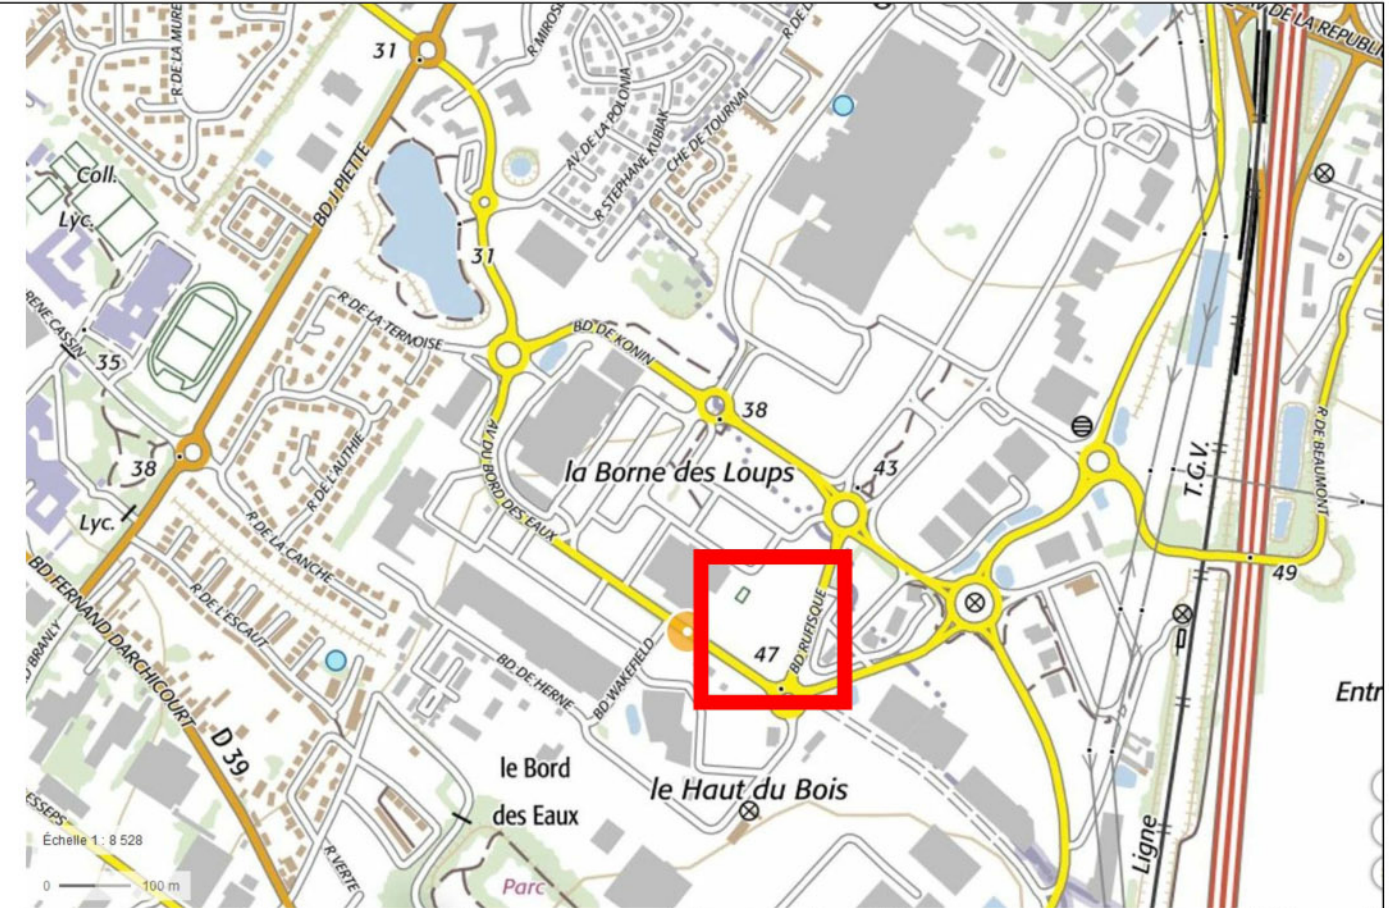 AV DE LA REPUBLI
R DE LA MURE
R MIROS
R DE L
31
AV DE LA POLONIA
R STEPHANE KUBIAK
CHE DE TOURNAI
BD J PIETTE
Coll.
Lyc.
31
RENE CASSIN
35
R DE LA TERNOISE
BD DE KONIN
38
R DE BEAUMONT
T.G.V.
la Borne des Loups
43
38
AV DU BORD DES EAUX
R DE L'AUTHIE
Lyc.
R DE LA CANCHE
BD FERNAND DARCHICOURT
R DE L'ESCAUT
49
BD RUFISQUE
47
BRANLY
BD DE HERNE
BD WAKEFIELD
Entr
D 39
le Bord
des Eaux
le Haut du Bois
ESSEPS
Échelle 1 : 8 528
R VERTE
Ligne
0 100 m
Parc